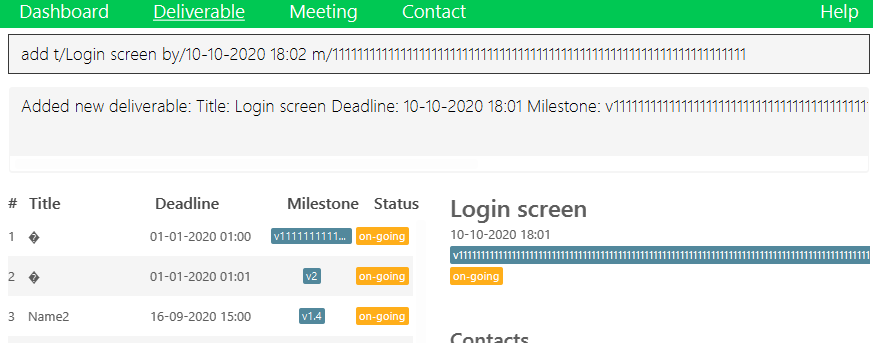 Dashboard Deliverable Meeting Contact Help
add t/Login screen by/10-10-2020 18:02 m/
Added new deliverable: Title: Login screen Deadline: 10-10-2020 18:01 Milestone:
# Title Deadline Milestone Status
1 � 01-01-2020 01:00 v1111111111... on-going
2 � 01-01-2020 01:01 v2 on-going
3 Name2 16-09-2020 15:00 v1.4 on-going
Login screen
10-10-2020 18:01
on-going
Contacts